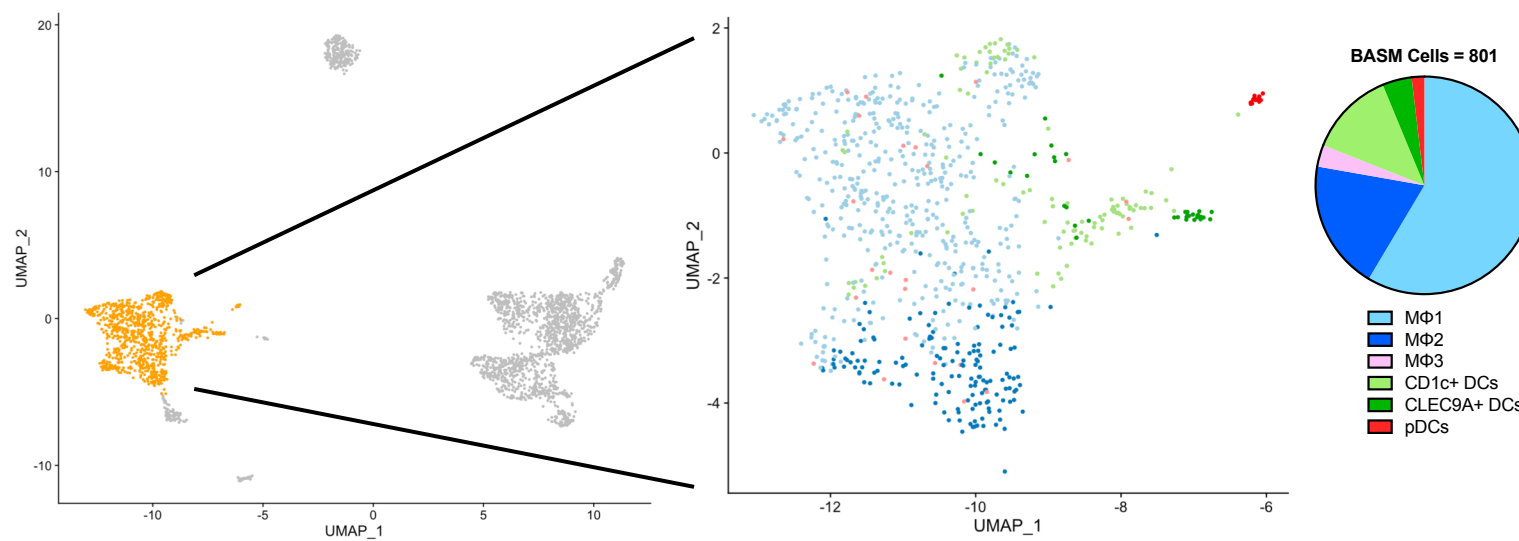 20
10
0
-10
UMAP_2
-10
-5
0
5
10
UMAP_1
2
0
-2
-4
UMAP_2
-12
-10
-8
-6
UMAP_1
BASM Cells = 801
MΦ1
MΦ2
MΦ3
CD1c+ DCs
CLEC9A+ DCs
pDCs